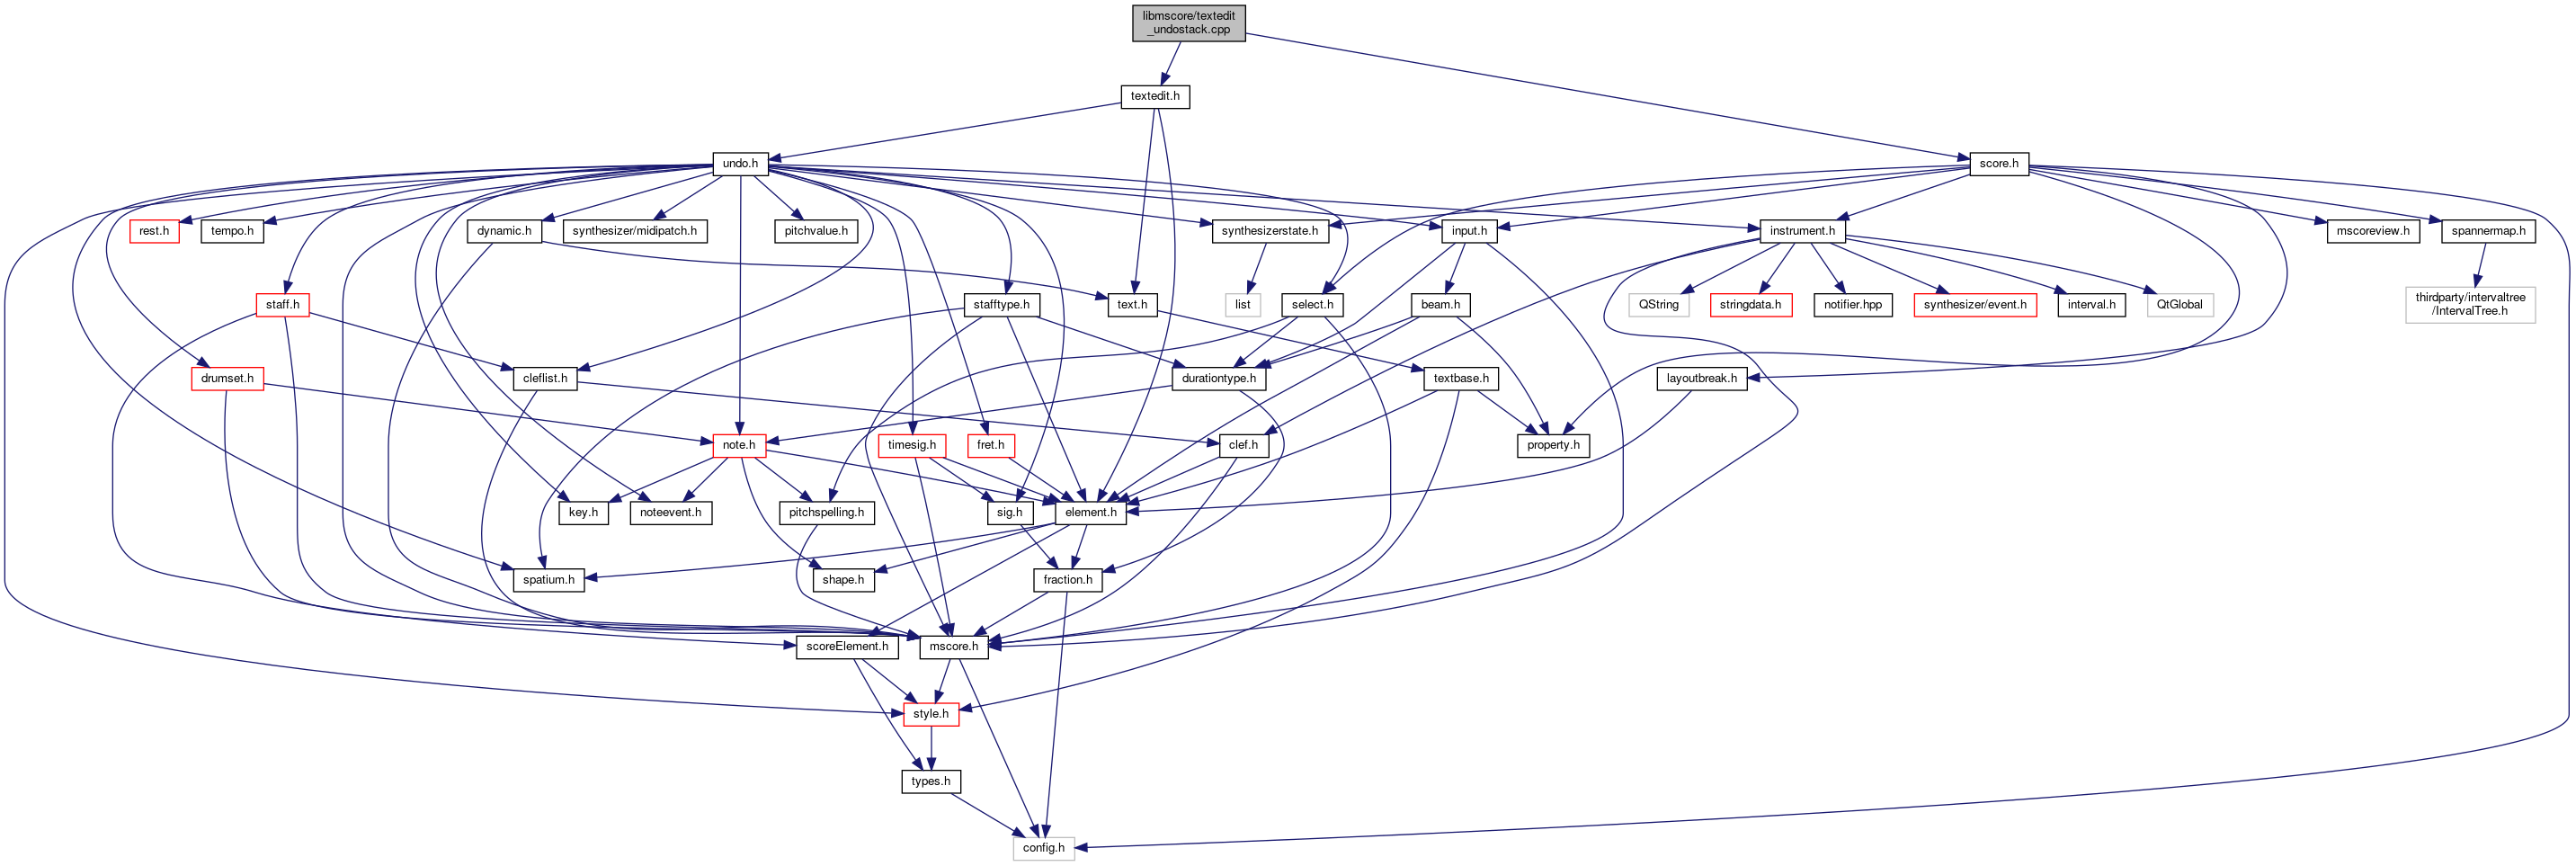 libmscore/textedit
_undostack.cpp
textedit.h
undo.h
score.h
rest.h
tempo.h
dynamic.h
synthesizer/midipatch.h
pitchvalue.h
synthesizerstate.h
input.h
instrument.h
mscoreview.h
spannermap.h
staff.h
stafftype.h
text.h
list
select.h
beam.h
QString
stringdata.h
notifier.hpp
synthesizer/event.h
interval.h
QtGlobal
thirdparty/intervaltree
/IntervalTree.h
drumset.h
cleflist.h
durationtype.h
textbase.h
layoutbreak.h
note.h
timesig.h
fret.h
clef.h
property.h
key.h
noteevent.h
pitchspelling.h
sig.h
element.h
spatium.h
shape.h
fraction.h
scoreElement.h
mscore.h
style.h
types.h
config.h